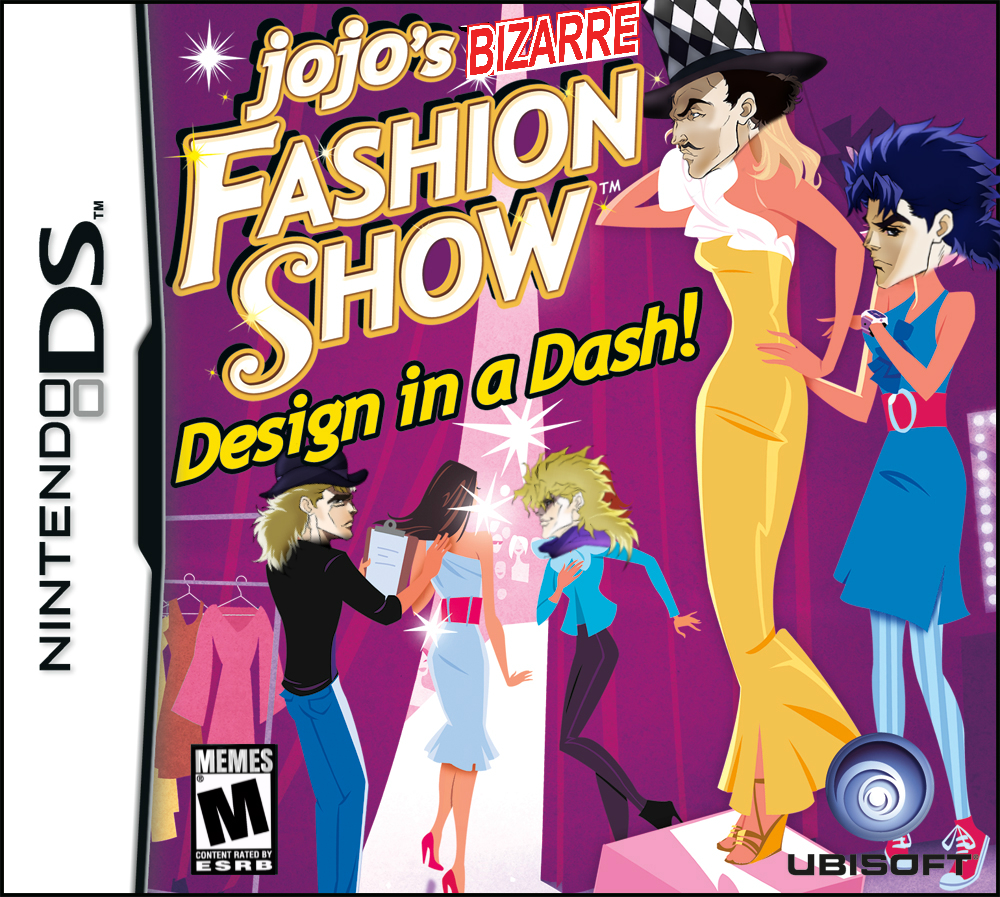 jojo's BIZARRE
FASHION
SHOW™
Design in a Dash!
NINTENDO DS™
MEMES
®
M
CONTENT RATED BY
ESRB
UBISOFT